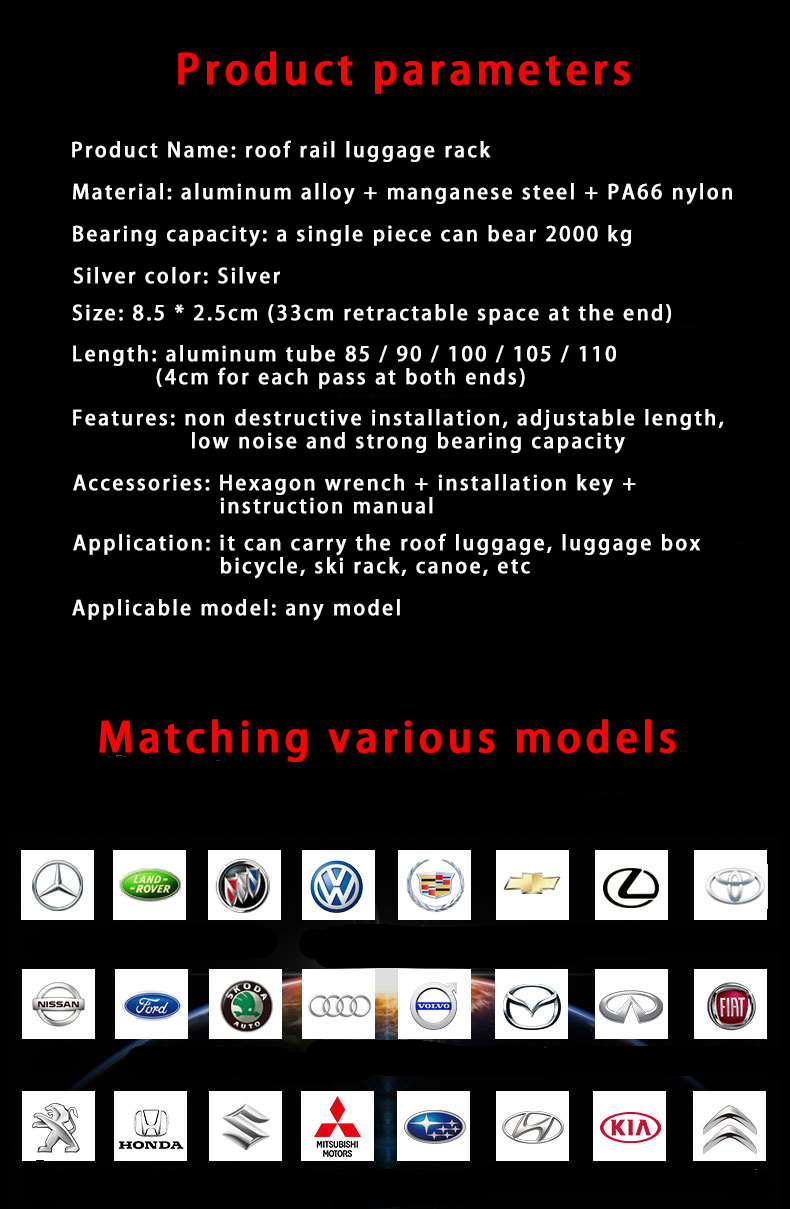 Product parameters
Product Name: roof rail luggage rack
Material: aluminum alloy + manganese steel + PA66 nylon
Bearing capacity: a single piece can bear 2000 kg
Silver color: Silver
Size: 8.5 * 2.5cm (33cm retractable space at the end)
Length: aluminum tube 85 / 90 / 100 / 105 / 110
(4cm for each pass at both ends)
Features: non destructive installation, adjustable length,
low noise and strong bearing capacity
Accessories: Hexagon wrench + installation key +
instruction manual
Application: it can carry the roof luggage, luggage box
bicycle, ski rack, canoe, etc
Applicable model: any model
Matching various models
LAND-
-ROVER
NISSAN
Ford
SKODA
AUTO
VOLVO
FIAT
HONDA
MITSUBISHI
MOTORS
KIA